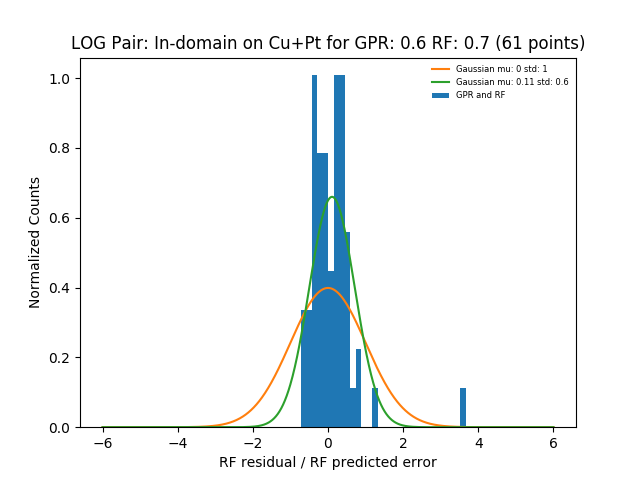 LOG Pair: In-domain on Cu+Pt for GPR: 0.6 RF: 0.7 (61 points)
Gaussian mu: 0 std: 1
Gaussian mu: 0.11 std: 0.6
GPR and RF
Normalized Counts
1.0
0.8
0.6
0.4
0.2
0.0
−6 −4 −2 0 2 4 6
RF residual / RF predicted error